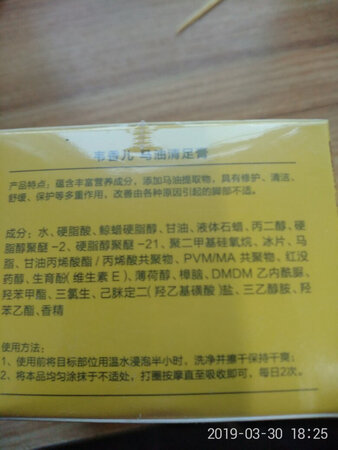 韦香儿 马油清足膏
产品特点：蕴含丰富营养成分，添加马油提取物，具有修护、清洁、
舒缓、保护等多重作用，改善由各种原因引起的脚部不适。
成分：水、硬脂酸、鲸蜡硬脂醇、甘油、液体石蜡、丙二醇、硬
脂醇聚醚-2、硬脂醇聚醚-21、聚二甲基硅氧烷、冰片、马
脂、甘油丙烯酸酯/丙烯酸共聚物、PVM/MA 共聚物、红没
药醇、生育酚(维生素E)、薄荷醇、樟脑、DMDM 乙内酰脲、
羟苯甲酯、三氯生、己脒定二(羟乙基磺酸)盐、三乙醇胺、羟
苯乙酯、香精
使用方法：
1、使用前将目标部位用温水浸泡半小时，洗净并擦干保持干爽；
2、将本品均匀涂抹于不适处，打圈按摩直至吸收即可，每日2次。
2019-03-30 18:25